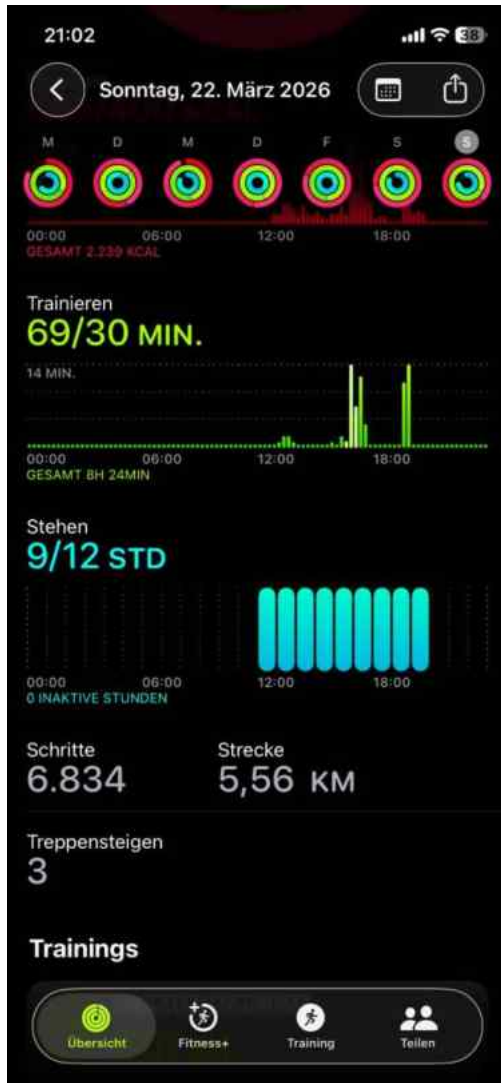 21:02
38
Sonntag, 22. März 2026
M D M D F S S
00:00 06:00 12:00 18:00
GESAMT 2.239 KCAL
Trainieren
69/30 MIN.
14 MIN.
00:00 06:00 12:00 18:00
GESAMT 8H 24MIN
Stehen
9/12 STD
00:00 06:00 12:00 18:00
0 INAKTIVE STUNDEN
Schritte Strecke
6.834 5,56 KM
Treppensteigen
3
Trainings
Übersicht Fitness+ Training Teilen